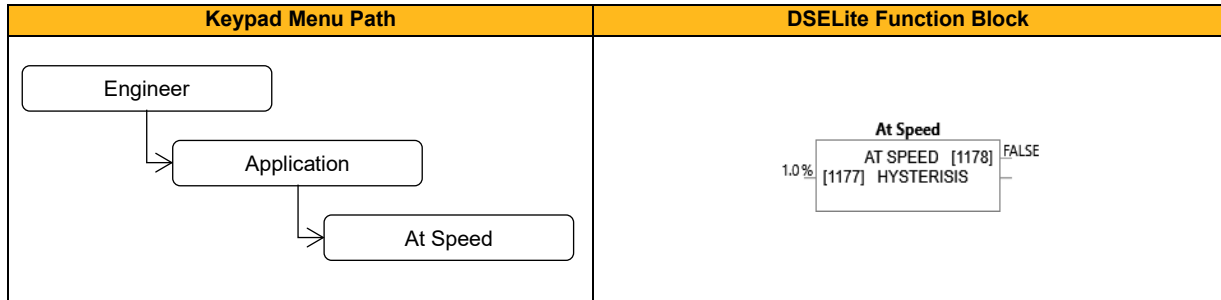 Keypad Menu Path
DSELite Function Block
Engineer
Application
At Speed
At Speed
AT SPEED [1178] FALSE
1.0% [1177] HYSTERISIS